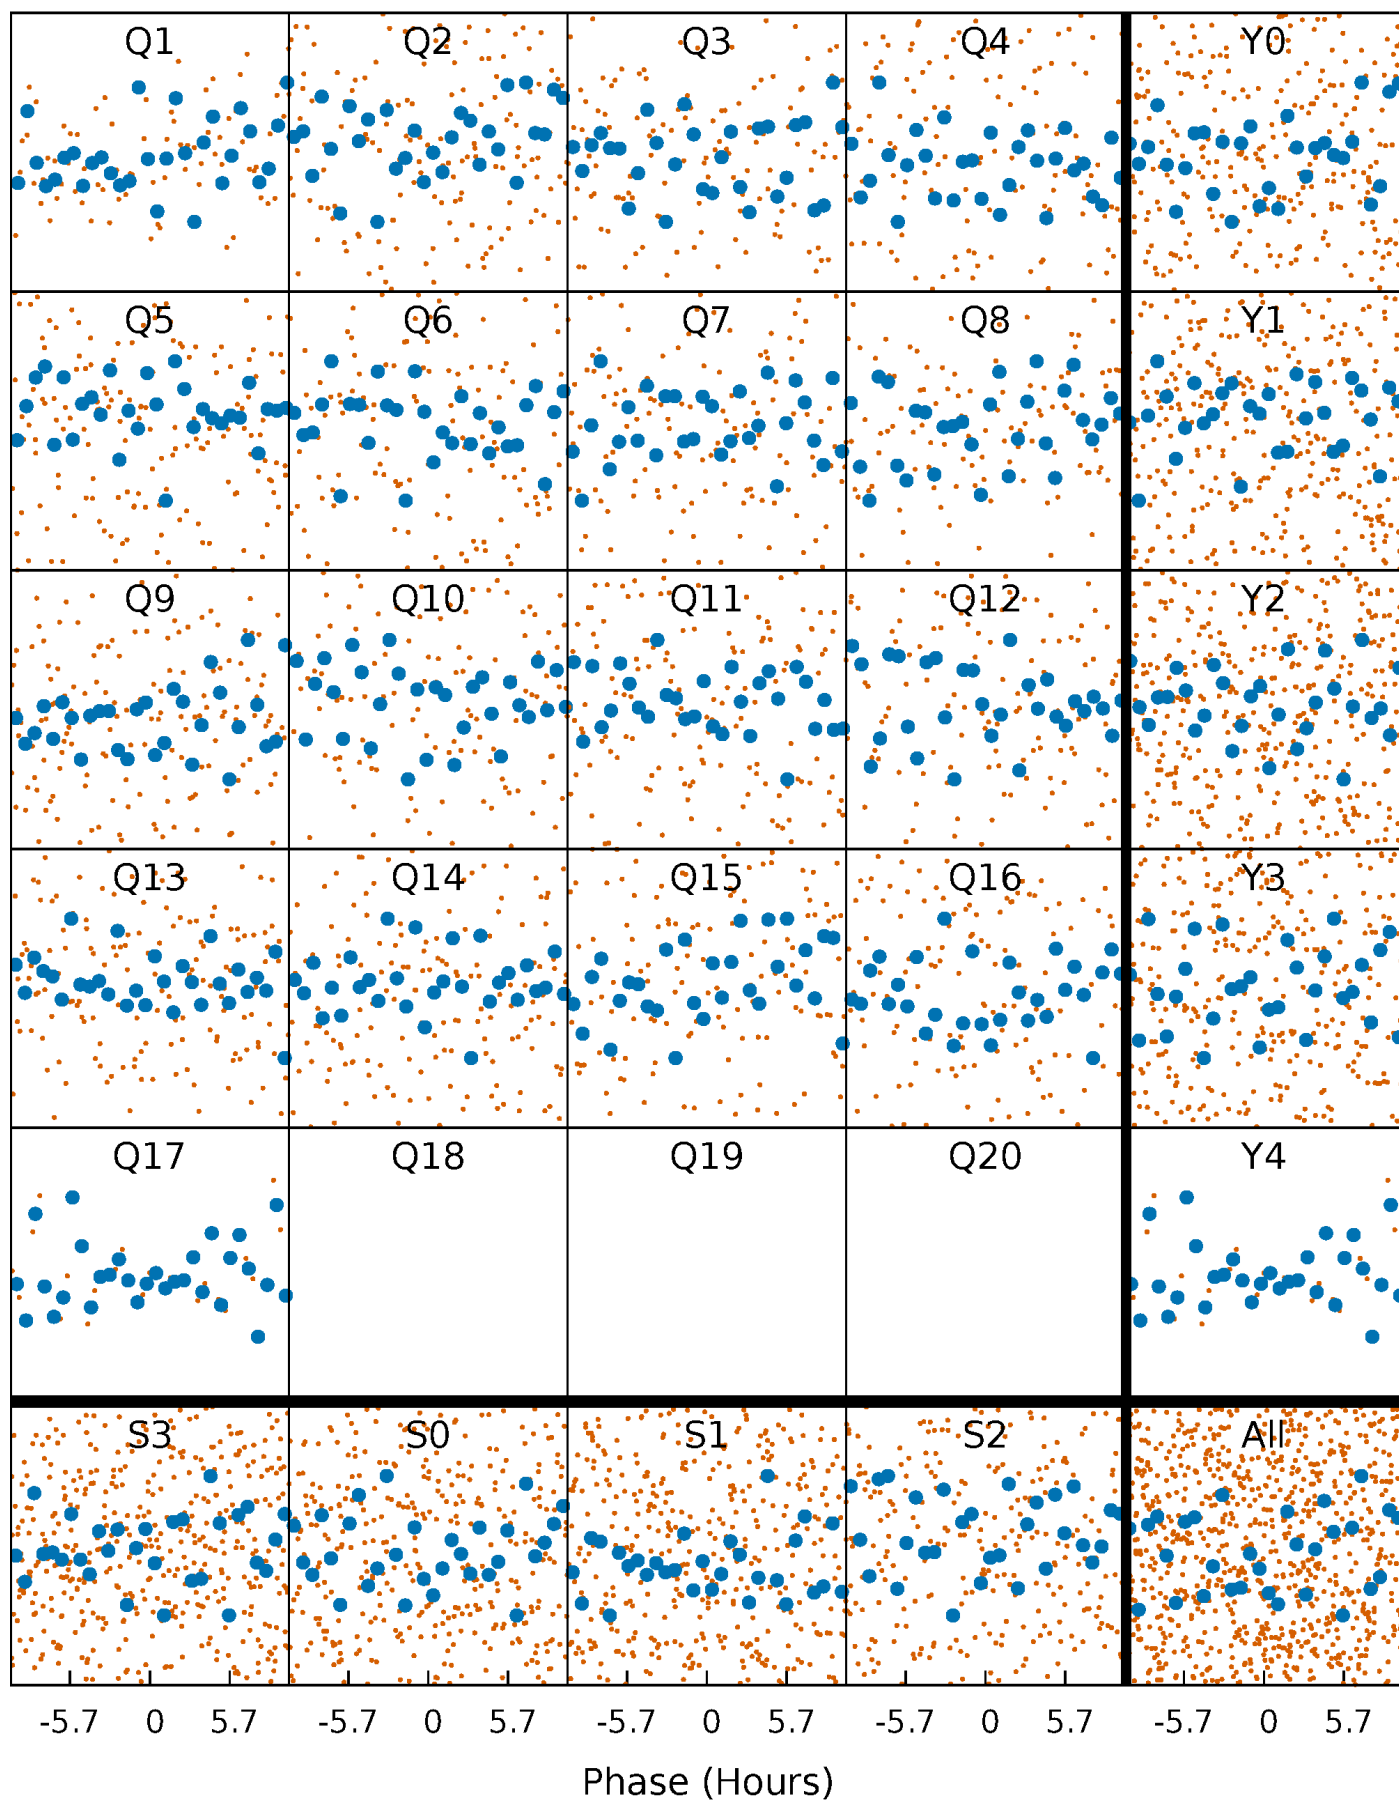 Q1 Q2 Q3 Q4 Y0
Q5 Q6 Q7 Q8 Y1
Q9 Q10 Q11 Q12 Y2
Q13 Q14 Q15 Q16 Y3
Q17 Q18 Q19 Q20 Y4
S3 S0 S1 S2 All
-5.7 0 5.7 -5.7 0 5.7 -5.7 0 5.7 -5.7 0 5.7 -5.7 0 5.7
Phase (Hours)